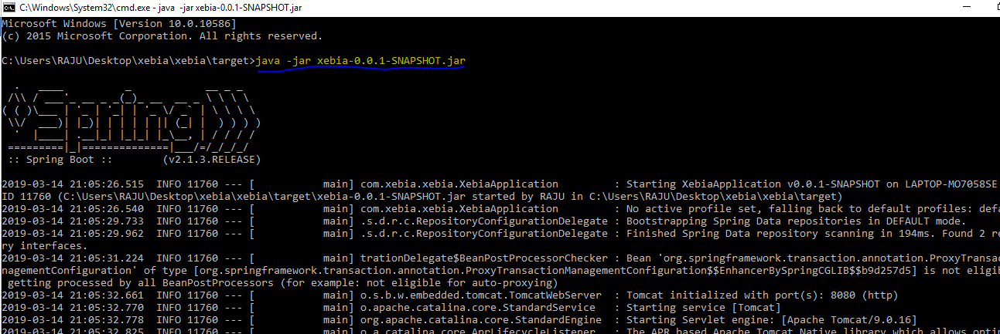 C:\Windows\System32\cmd.exe - java  -jar xebia-0.0.1-SNAPSHOT.jar
Microsoft Windows [Version 10.0.10586]
(c) 2015 Microsoft Corporation. All rights reserved.
C:\Users\RAJU\Desktop\xebia\xebia\target>java -jar xebia-0.0.1-SNAPSHOT.jar
Spring
:: Spring Boot ::        (v2.1.3.RELEASE)
2019-03-14 21:05:26.515  INFO 11760 --- [           main] com.xebia.xebia.XebiaApplication         : Starting XebiaApplication v0.0.1-SNAPSHOT on LAPTOP-MO7058SE
ID 11760 (C:\Users\RAJU\Desktop\xebia\xebia\target\xebia-0.0.1-SNAPSHOT.jar started by RAJU in C:\Users\RAJU\Desktop\xebia\xebia\target)
2019-03-14 21:05:26.540  INFO 11760 --- [           main] com.xebia.xebia.XebiaApplication         : No active profile set, falling back to default profiles: defa
2019-03-14 21:05:29.733  INFO 11760 --- [           main] .s.d.r.c.RepositoryConfigurationDelegate : Bootstrapping Spring Data repositories in DEFAULT mode.
2019-03-14 21:05:29.962  INFO 11760 --- [           main] .s.d.r.c.RepositoryConfigurationDelegate : Finished Spring Data repository scanning in 194ms. Found 2 re
ry interfaces.
2019-03-14 21:05:31.224  INFO 11760 --- [           main] trationDelegate$BeanPostProcessorChecker : Bean 'org.springframework.transaction.annotation.ProxyTransac
nagementConfiguration' of type [org.springframework.transaction.annotation.ProxyTransactionManagementConfiguration$$EnhancerBySpringCGLIB$$b9d257d5] is not eligib
getting processed by all BeanPostProcessors (for example: not eligible for auto-proxying)
2019-03-14 21:05:32.661  INFO 11760 --- [           main] o.s.b.w.embedded.tomcat.TomcatWebServer  : Tomcat initialized with port(s): 8080 (http)
2019-03-14 21:05:32.770  INFO 11760 --- [           main] o.apache.catalina.core.StandardService   : Starting service [Tomcat]
2019-03-14 21:05:32.778  INFO 11760 --- [           main] org.apache.catalina.core.StandardEngine  : Starting Servlet engine: [Apache Tomcat/9.0.16]
2019-03-14 21:05:32.825  INFO 11760 --- [           main] o.a.catalina.core.AprLifecycleListener   : The APR based Apache Tomcat Native library which allows optim